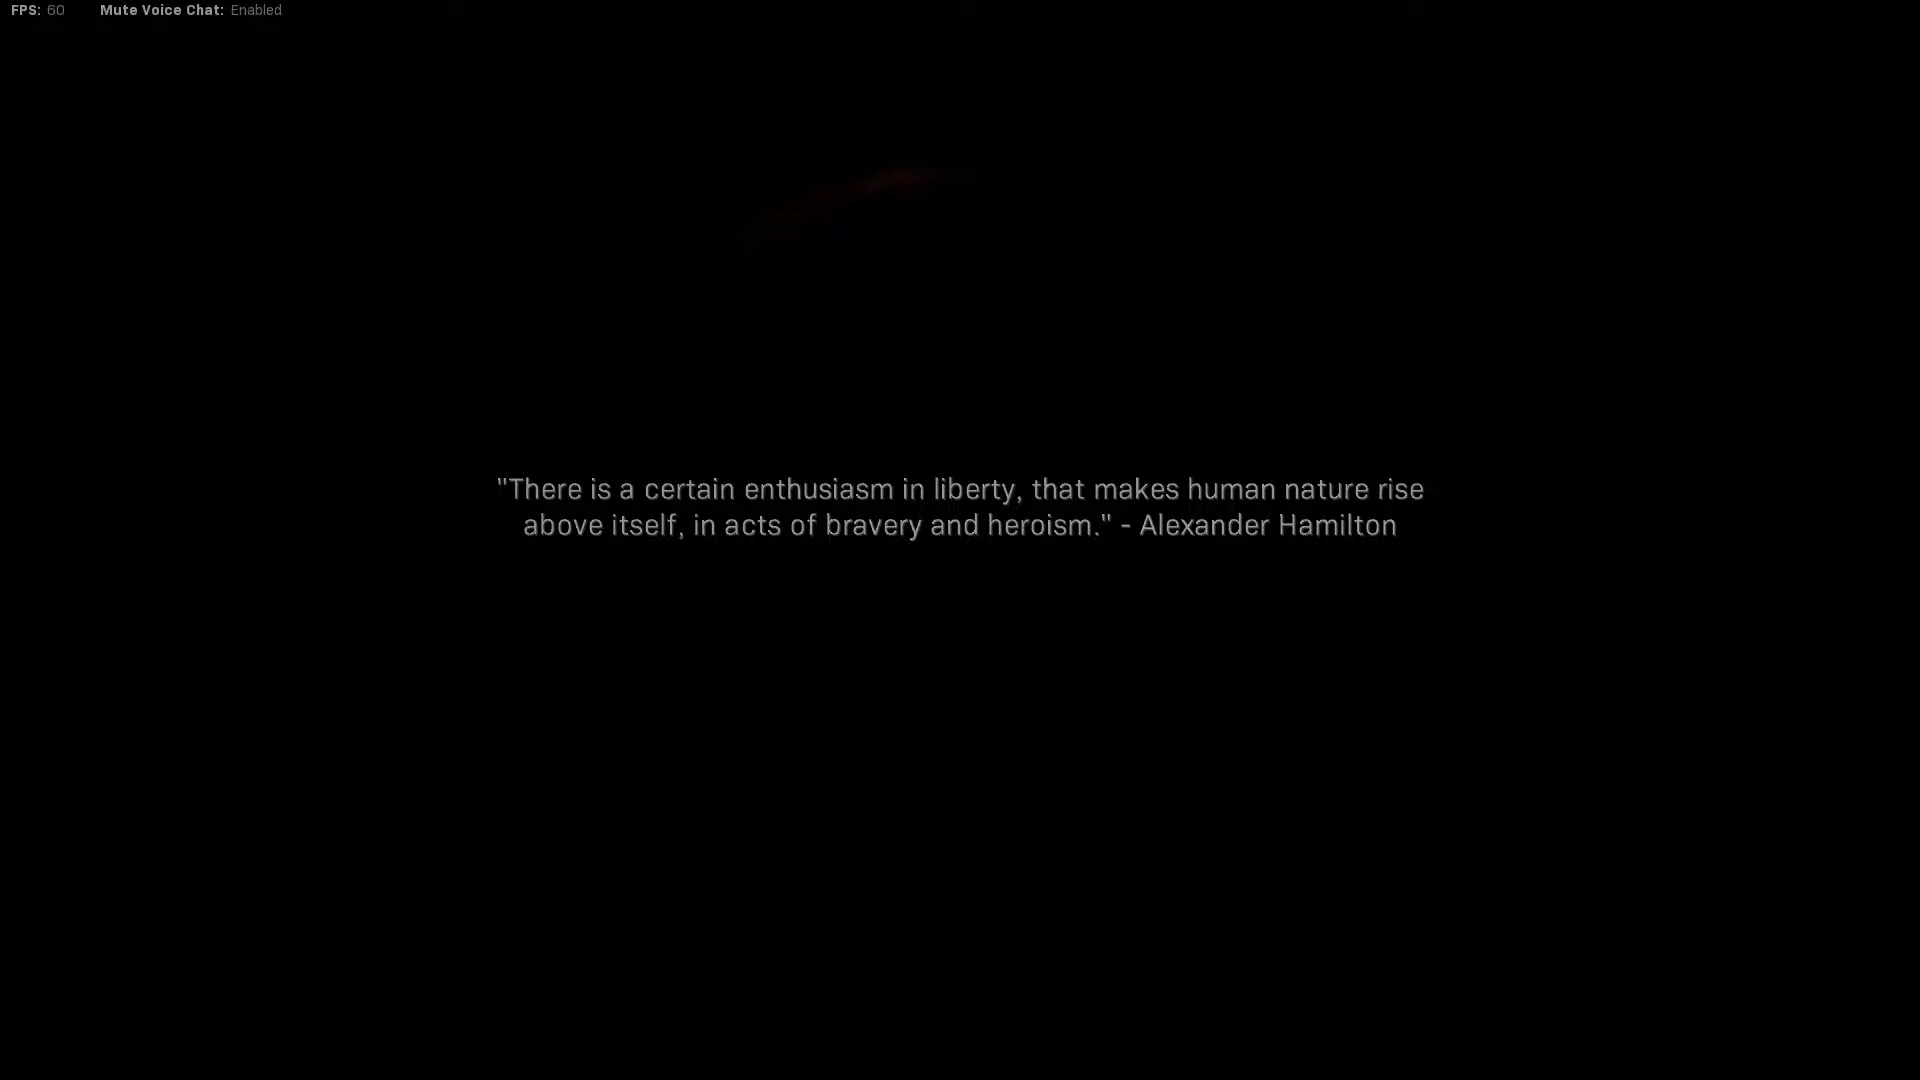 FPS: 60 Mute Voice Chat: Enabled
"There is a certain enthusiasm in liberty, that makes human nature rise
above itself, in acts of bravery and heroism." - Alexander Hamilton